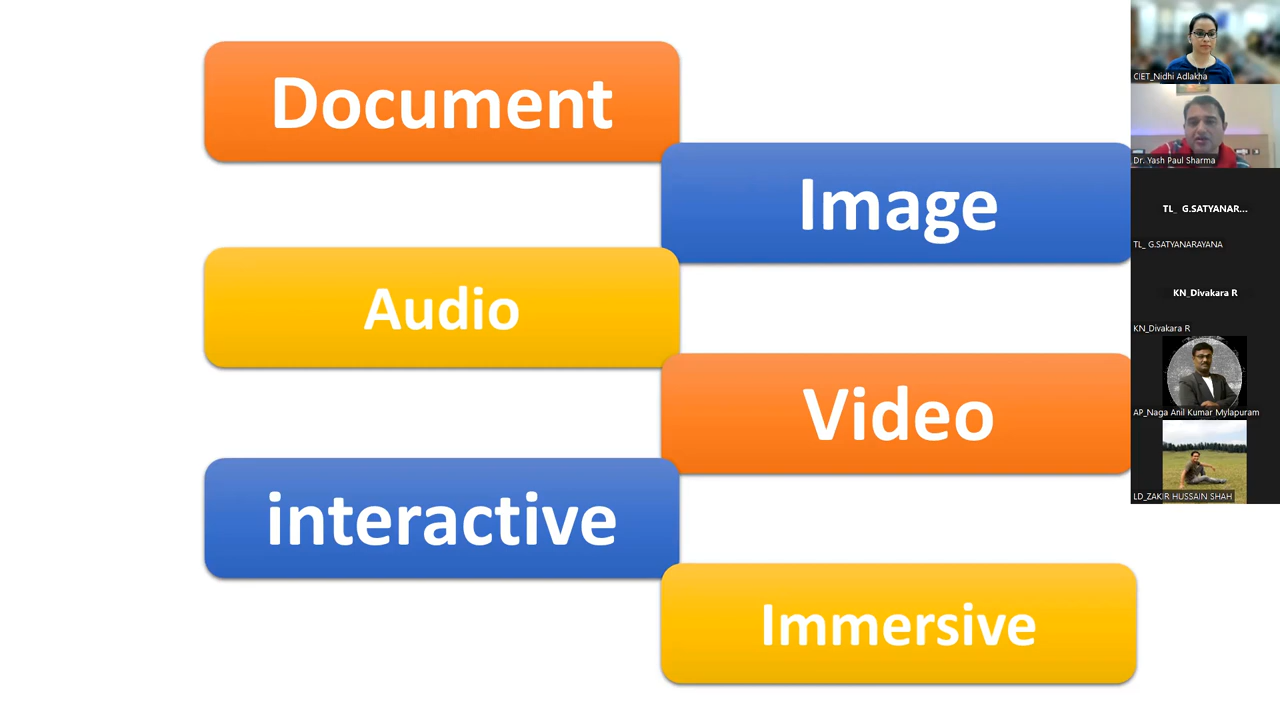 Document
Image
Audio
Video
interactive
Immersive
CIET_Nidhi Adlakha
Dr. Yash Paul Sharma
TL_ G.SATYANAR...
TL_ G.SATYANARAYANA
KN_Divakara R
KN_Divakara R
AP_Naga Anil Kumar Mylapuram
LD_ZAKIR HUSSAIN SHAH